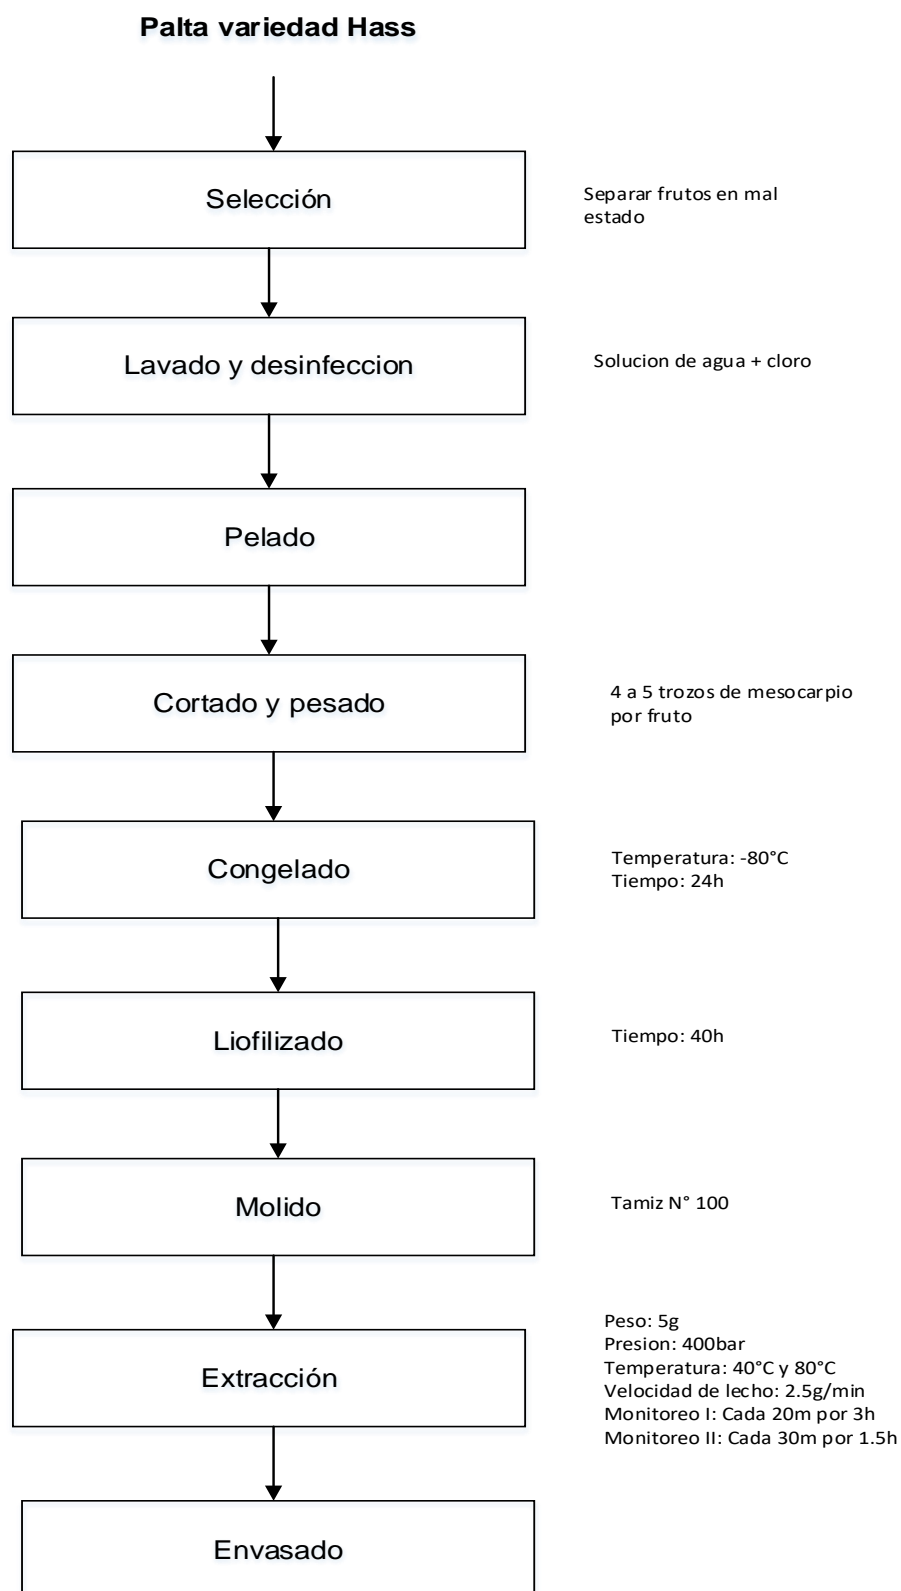 Palta variedad Hass
Selección
Separar frutos en mal
estado
Lavado y desinfeccion
Solucion de agua + cloro
Pelado
Cortado y pesado
4 a 5 trozos de mesocarpio
por fruto
Congelado
Temperatura: -80°C
Tiempo: 24h
Liofilizado
Tiempo: 40h
Molido
Tamiz N° 100
Extracción
Peso: 5g
Presion: 400bar
Temperatura: 40°C y 80°C
Velocidad de lecho: 2.5g/min
Monitoreo I: Cada 20m por 3h
Monitoreo II: Cada 30m por 1.5h
Envasado